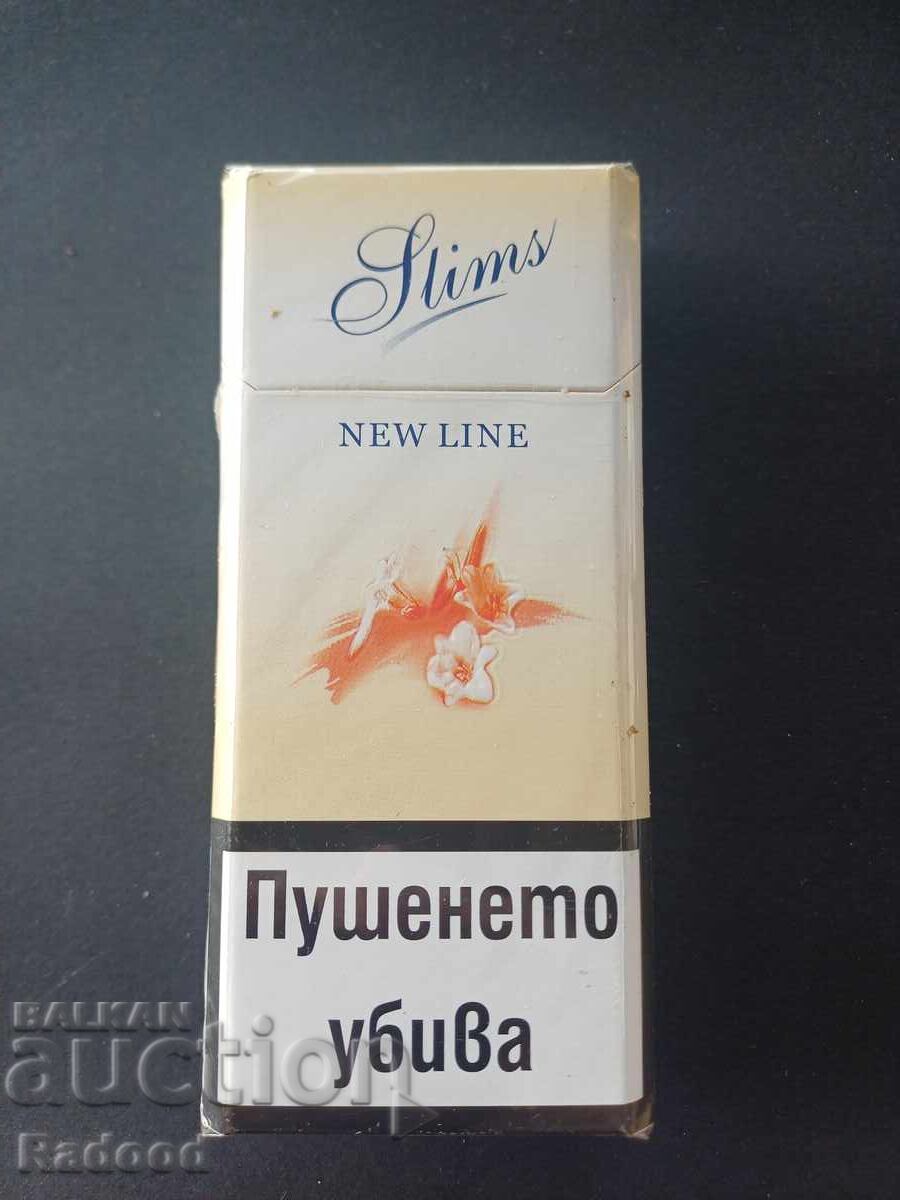 Slims
NEW LINE
Пушенето
убива
BALKAN
auction
Radood